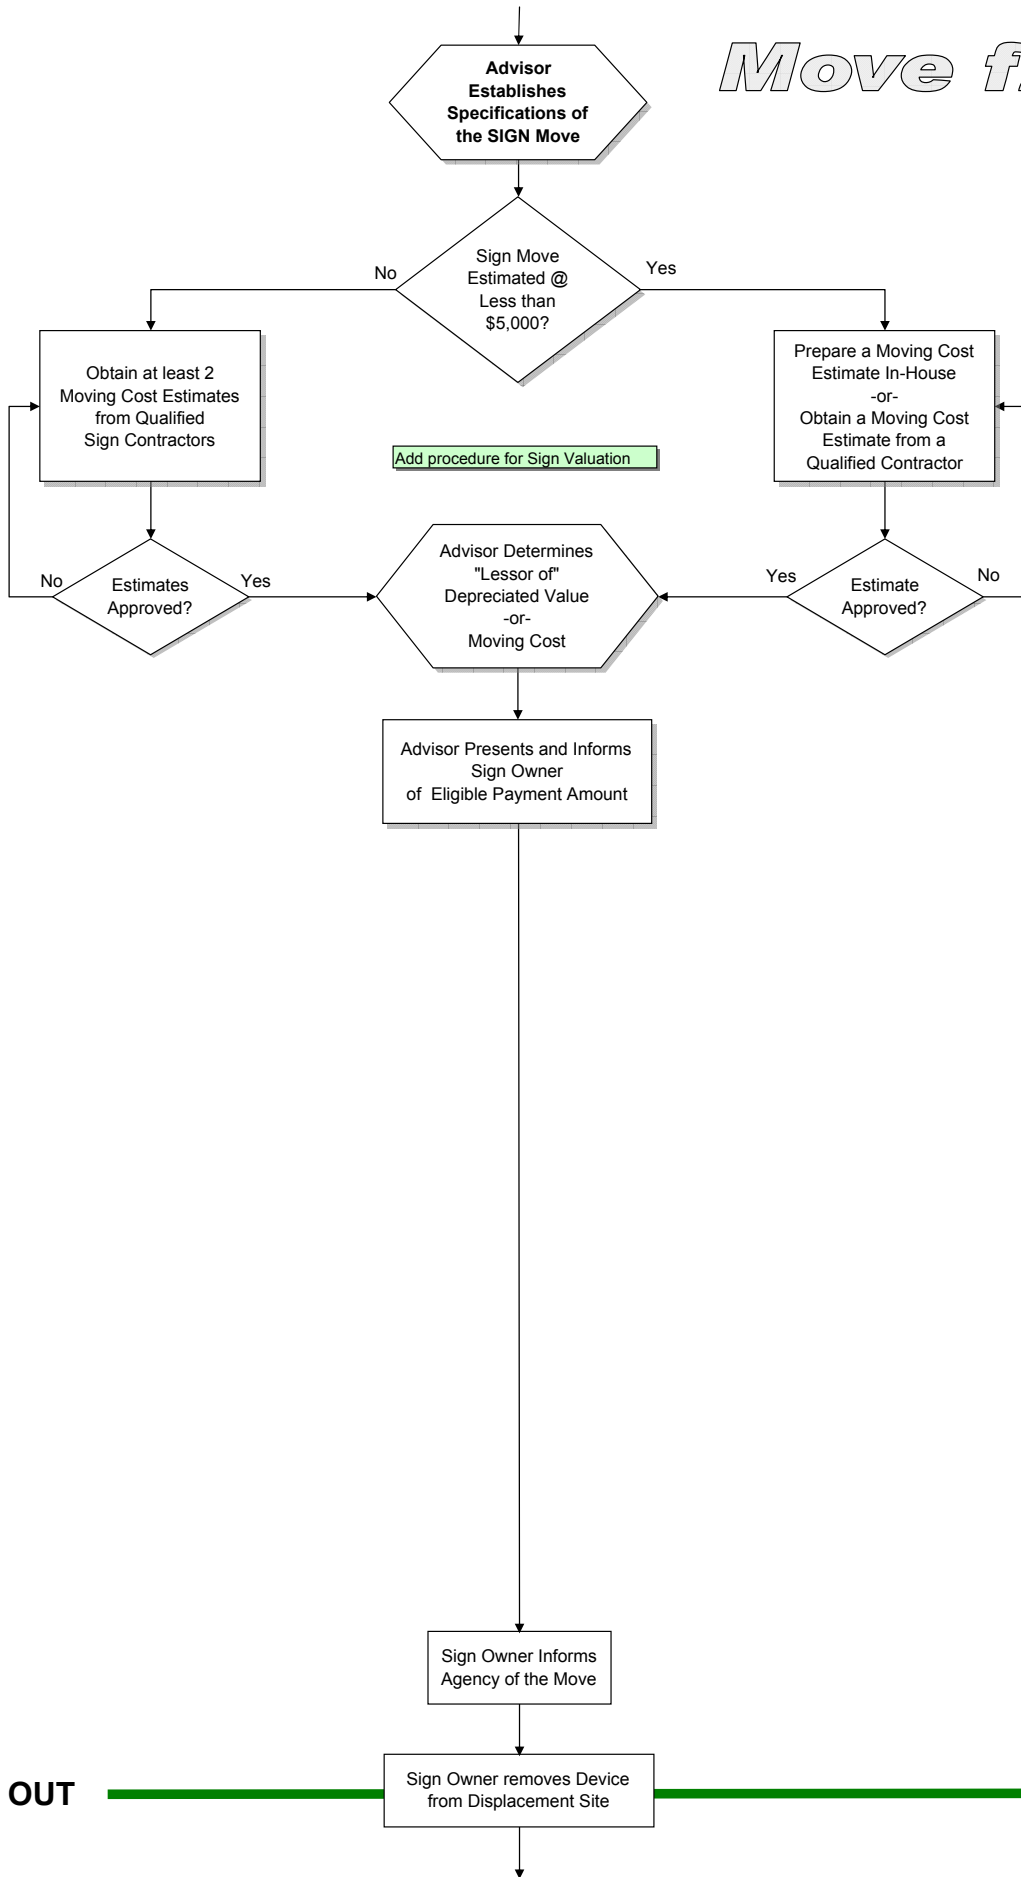 Move f
Advisor
Establishes
Specifications of
the SIGN Move
Sign Move
Estimated @
Less than
$5,000?
No
Yes
Obtain at least 2
Moving Cost Estimates
from Qualified
Sign Contractors
Prepare a Moving Cost
Estimate In-House
-or-
Obtain a Moving Cost
Estimate from a
Qualified Contractor
Add procedure for Sign Valuation
No
Estimates
Approved?
Yes
Advisor Determines
"Lessor of"
Depreciated Value
-or-
Moving Cost
Yes
Estimate
Approved?
No
Advisor Presents and Informs
Sign Owner
of Eligible Payment Amount
Sign Owner Informs
Agency of the Move
OUT
Sign Owner removes Device
from Displacement Site